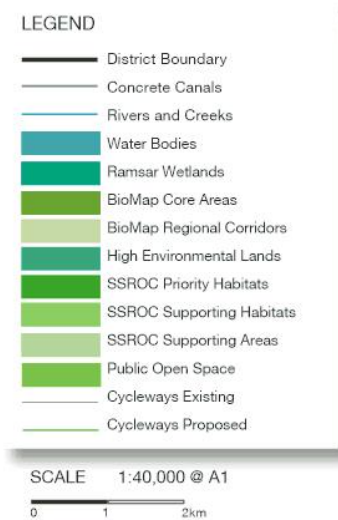 LEGEND
District Boundary
Concrete Canals
Rivers and Creeks
Water Bodies
Ramsar Wetlands
BioMap Core Areas
BioMap Regional Corridors
High Environmental Lands
SSROC Priority Habitats
SSROC Supporting Habitats
SSROC Supporting Areas
Public Open Space
Cycleways Existing
Cycleways Proposed
SCALE 1:40,000 @ A1
0 1 2km